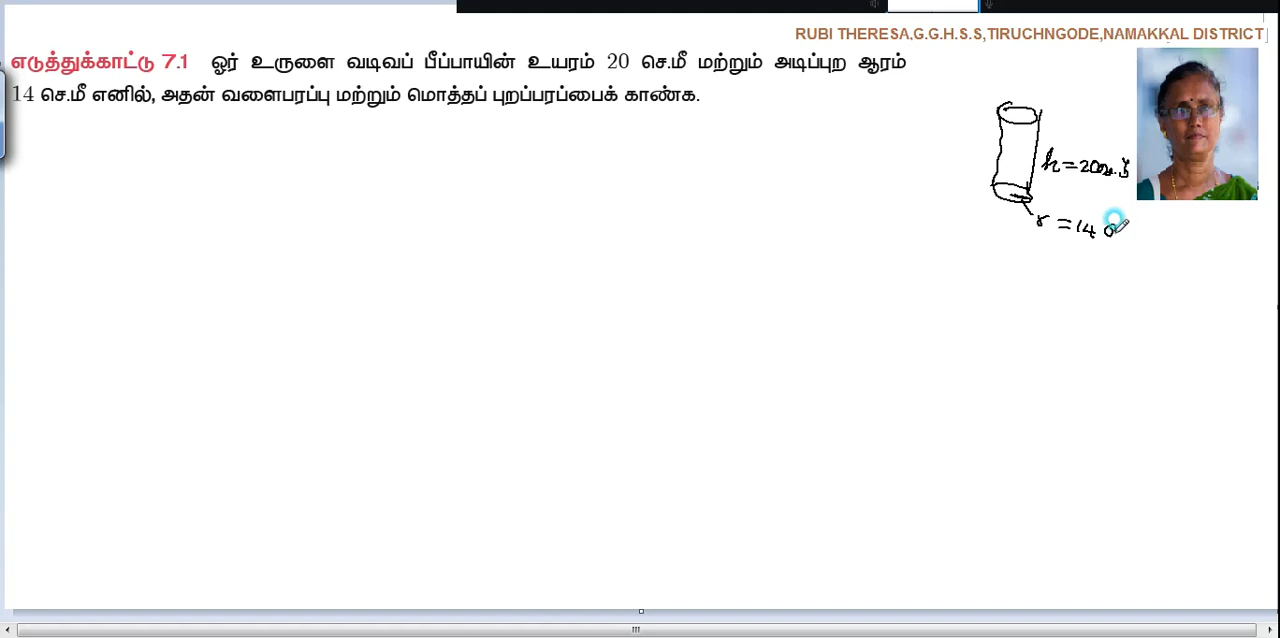 RUBI THERESA.G.G.H.S.S,TIRUCHNGODE,NAMAKKAL DISTRICT
எடுத்துக்காட்டு 7.1 ஓர் உருளை வடிவப் பீப்பாயின் உயரம் 20 செ.மீ மற்றும் அடிப்புற ஆரம்
14 செ.மீ எனில், அதன் வளைபரப்பு மற்றும் மொத்தப் புறப்பரப்பைக் காண்க.
h = 20 செ.மீ
r = 14